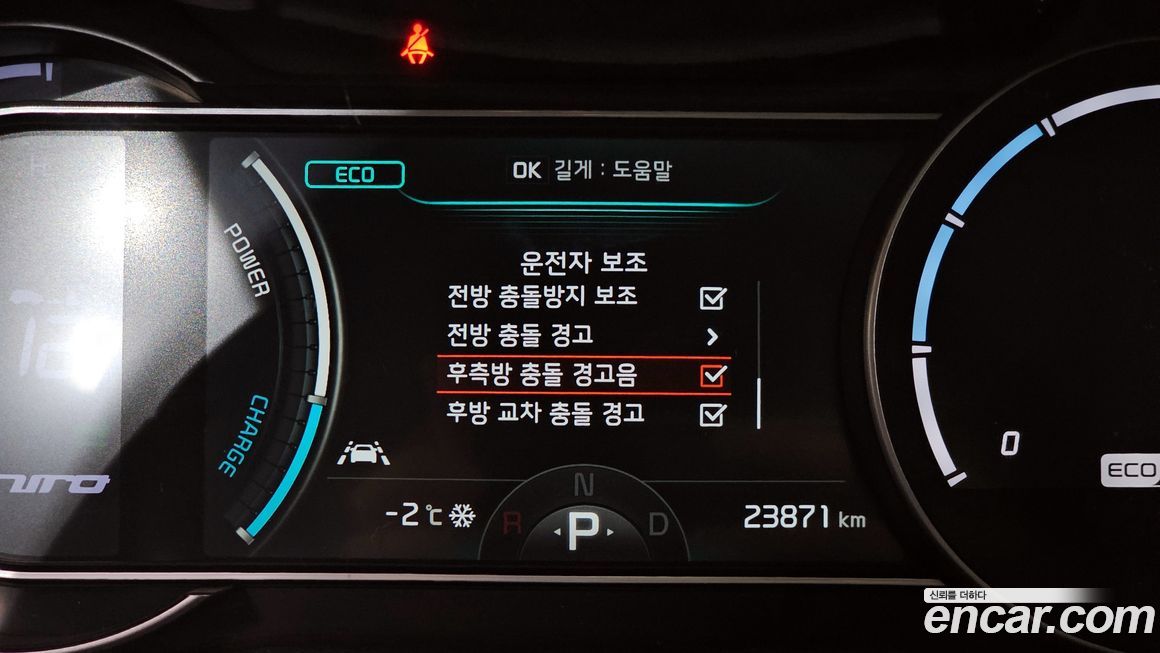 ECO
OK 길게 : 도움말
POWER
운전자 보조
전방 충돌방지 보조
전방 충돌 경고
후측방 충돌 경고음
후방 교차 충돌 경고
CHARGE
0
ECO
niro
N
R
P
D
-2℃
23871 km
신뢰를 더하다
encar.com